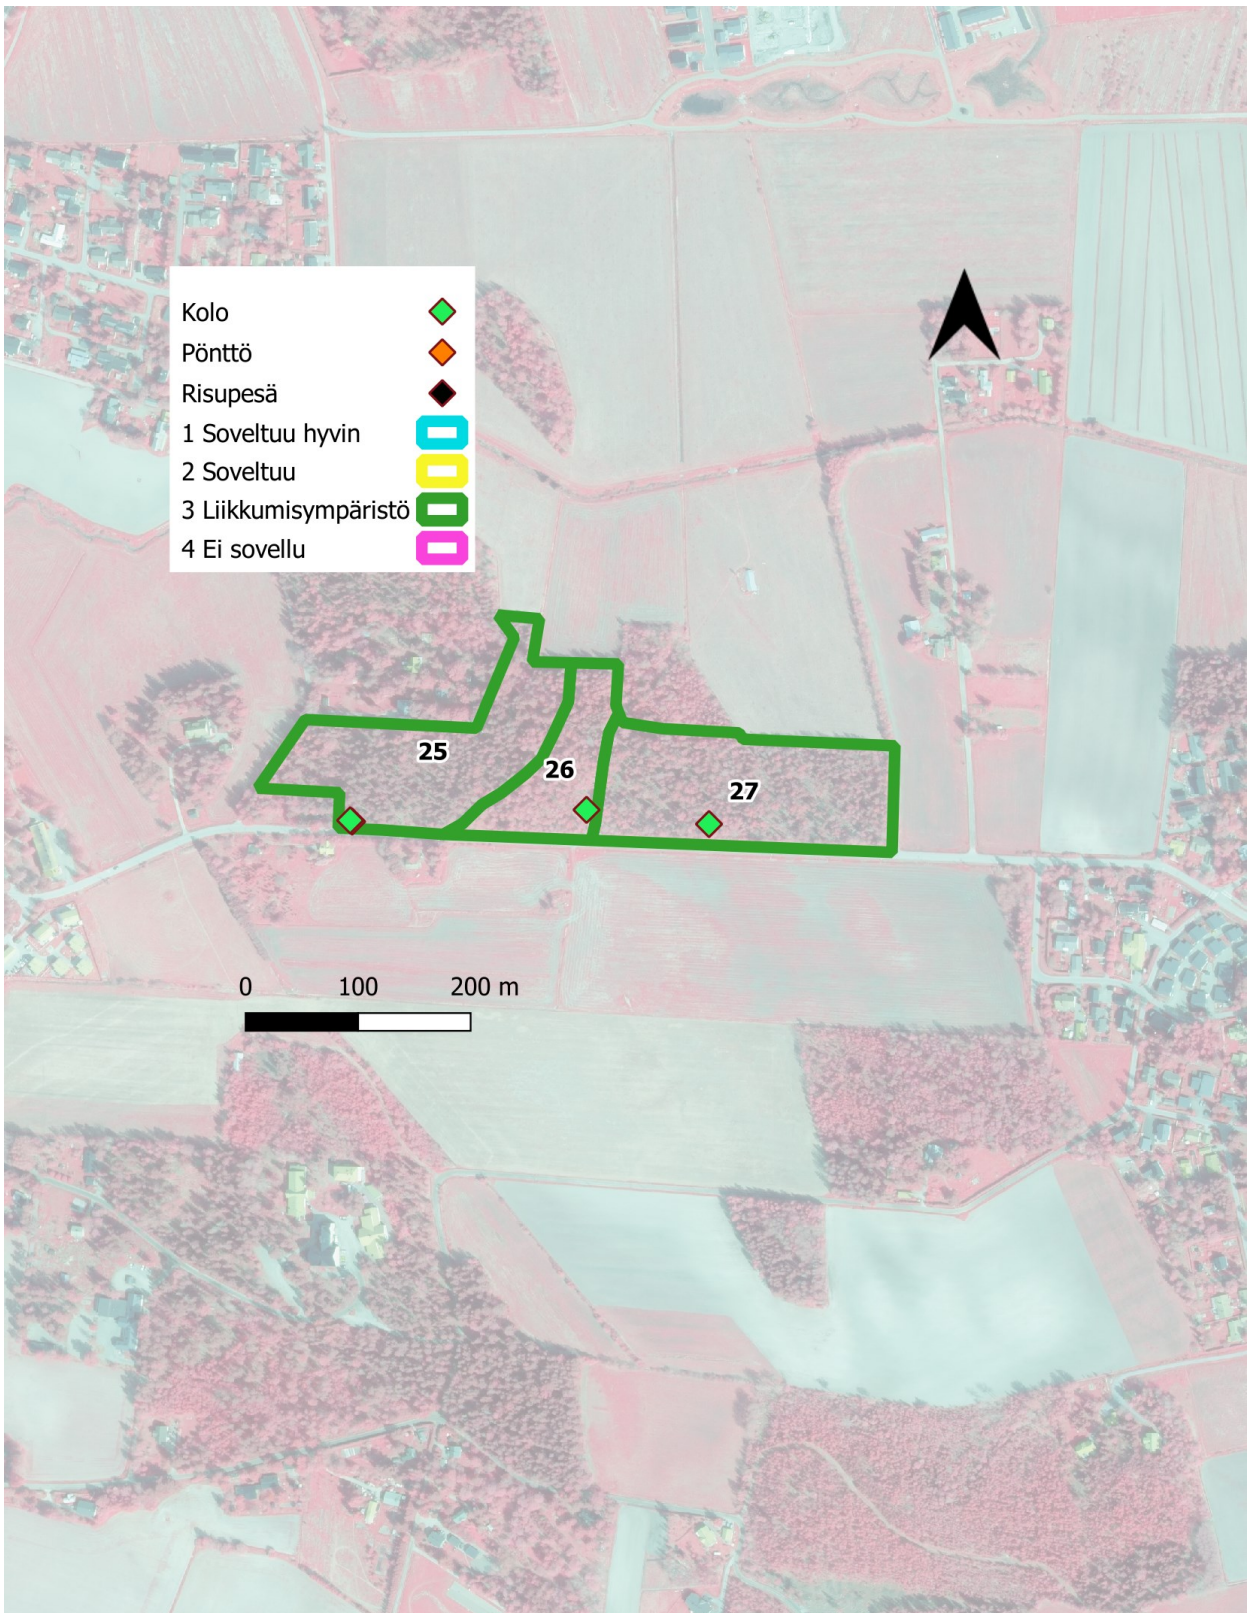 Kolo
Pönttö
Risupesä
1 Soveltuu hyvin
2 Soveltuu
3 Liikkumisympäristö
4 Ei sovellu
25
26
27
0 100 200 m